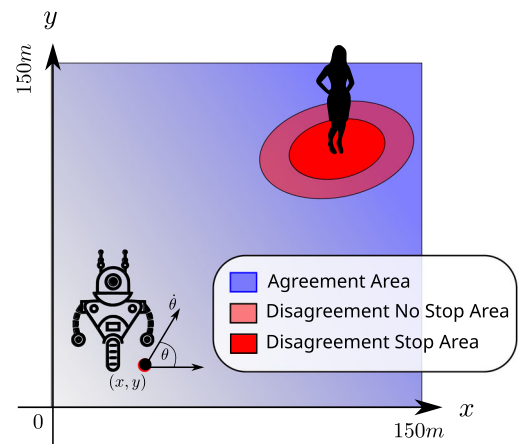 y
150m
Agreement Area
Disagreement No Stop Area
Disagreement Stop Area
θ̇
θ
(x, y)
0
150m
x